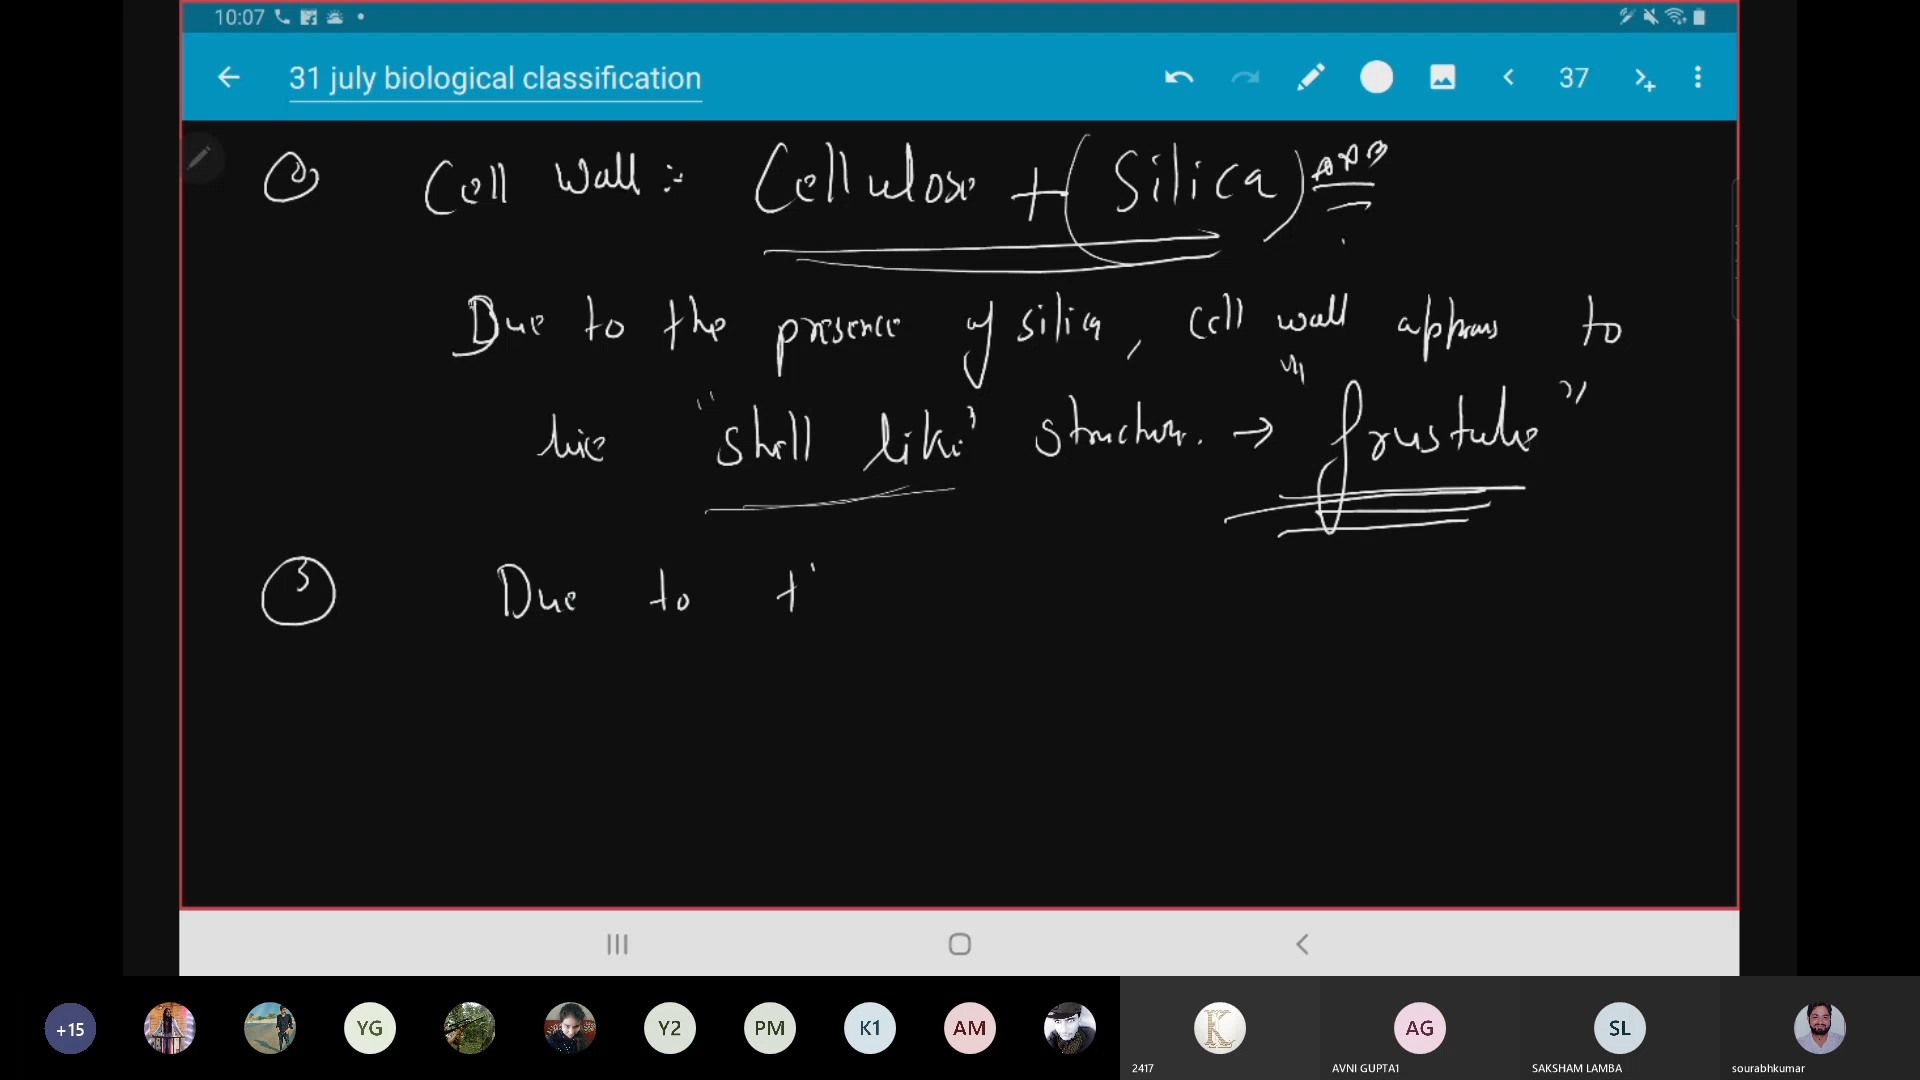 10:07
31 july biological classification
37
② Cell Wall :- Cellulose + (Silica)
Due to the presence of silica, cell wall appears to
be "shell like" structure. → "frustule"
③ Due to t
+15
YG
Y2
PM
K1
AM
K
AG
SL
2417
AVNI GUPTA1
SAKSHAM LAMBA
sourabhkumar